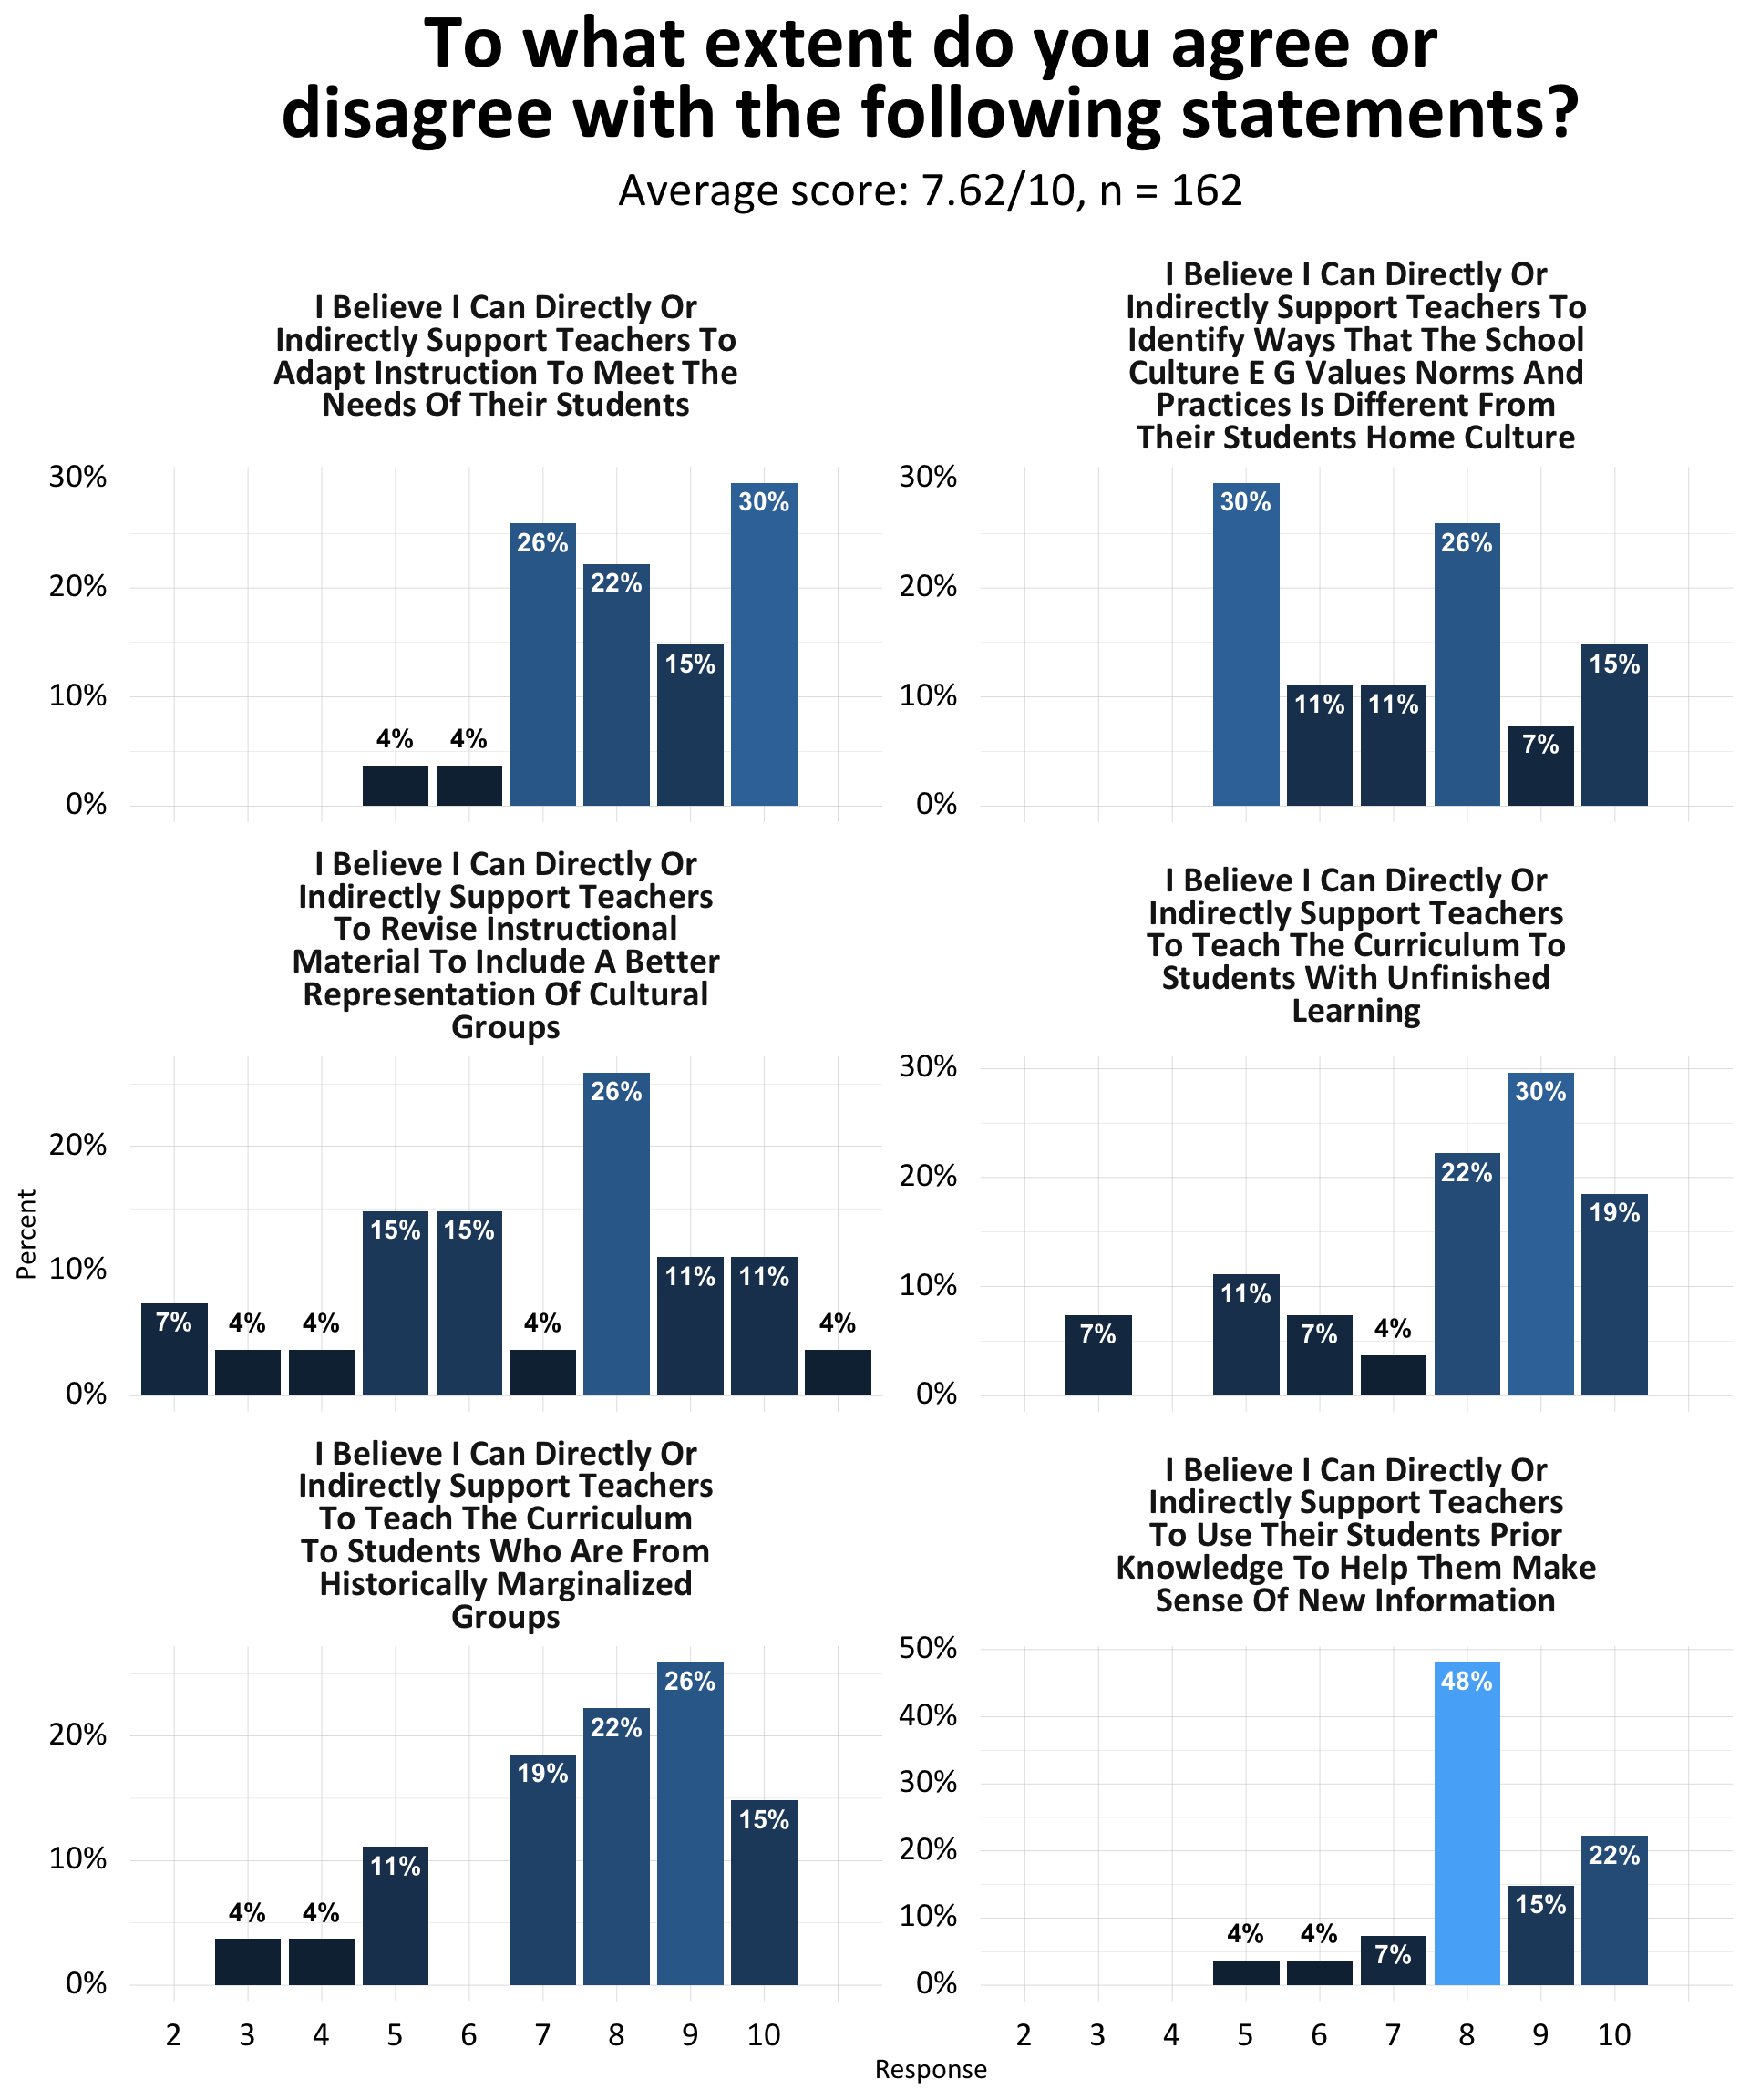 To what extent do you agree or
disagree with the following statements?
Average score: 7.62/10, n = 162
I Believe I Can Directly Or
Indirectly Support Teachers To
Adapt Instruction To Meet The
Needs Of Their Students
30%
20%
10%
0%
4%
4%
26%
22%
15%
30%
I Believe I Can Directly Or
Indirectly Support Teachers To
Identify Ways That The School
Culture E G Values Norms And
Practices Is Different From
Their Students Home Culture
30%
20%
10%
0%
30%
11%
11%
26%
7%
15%
I Believe I Can Directly Or
Indirectly Support Teachers
To Revise Instructional
Material To Include A Better
Representation Of Cultural
Groups
Percent
20%
10%
0%
7%
4%
4%
15%
15%
4%
26%
11%
11%
4%
I Believe I Can Directly Or
Indirectly Support Teachers
To Teach The Curriculum To
Students With Unfinished
Learning
30%
20%
10%
0%
7%
11%
7%
4%
22%
30%
19%
I Believe I Can Directly Or
Indirectly Support Teachers
To Teach The Curriculum
To Students Who Are From
Historically Marginalized
Groups
20%
10%
0%
4%
4%
11%
19%
22%
26%
15%
2 3 4 5 6 7 8 9 10
I Believe I Can Directly Or
Indirectly Support Teachers
To Use Their Students Prior
Knowledge To Help Them Make
Sense Of New Information
50%
40%
30%
20%
10%
0%
4%
4%
7%
48%
15%
22%
2 3 4 5 6 7 8 9 10
Response